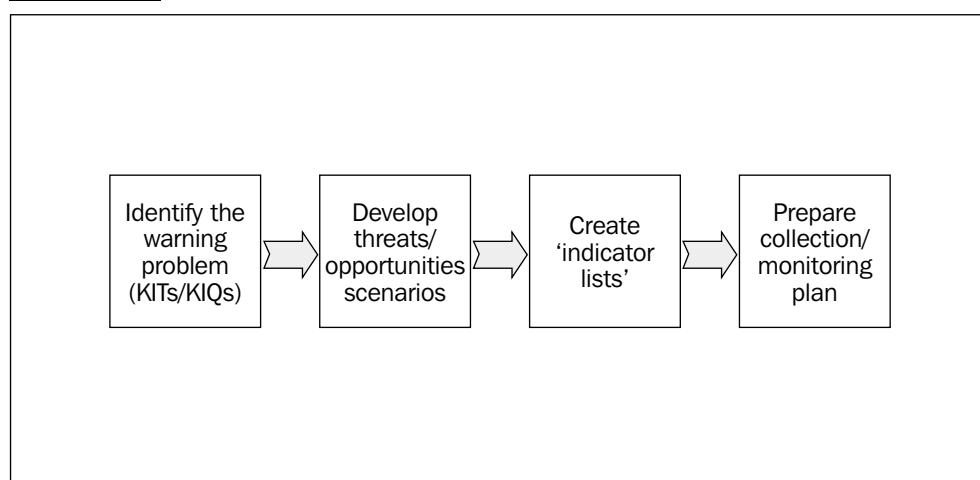 Identify the
warning
problem
(KITs/KIQs)
Develop
threats/
opportunities
scenarios
Create
‘indicator
lists’
Prepare
collection/
monitoring
plan